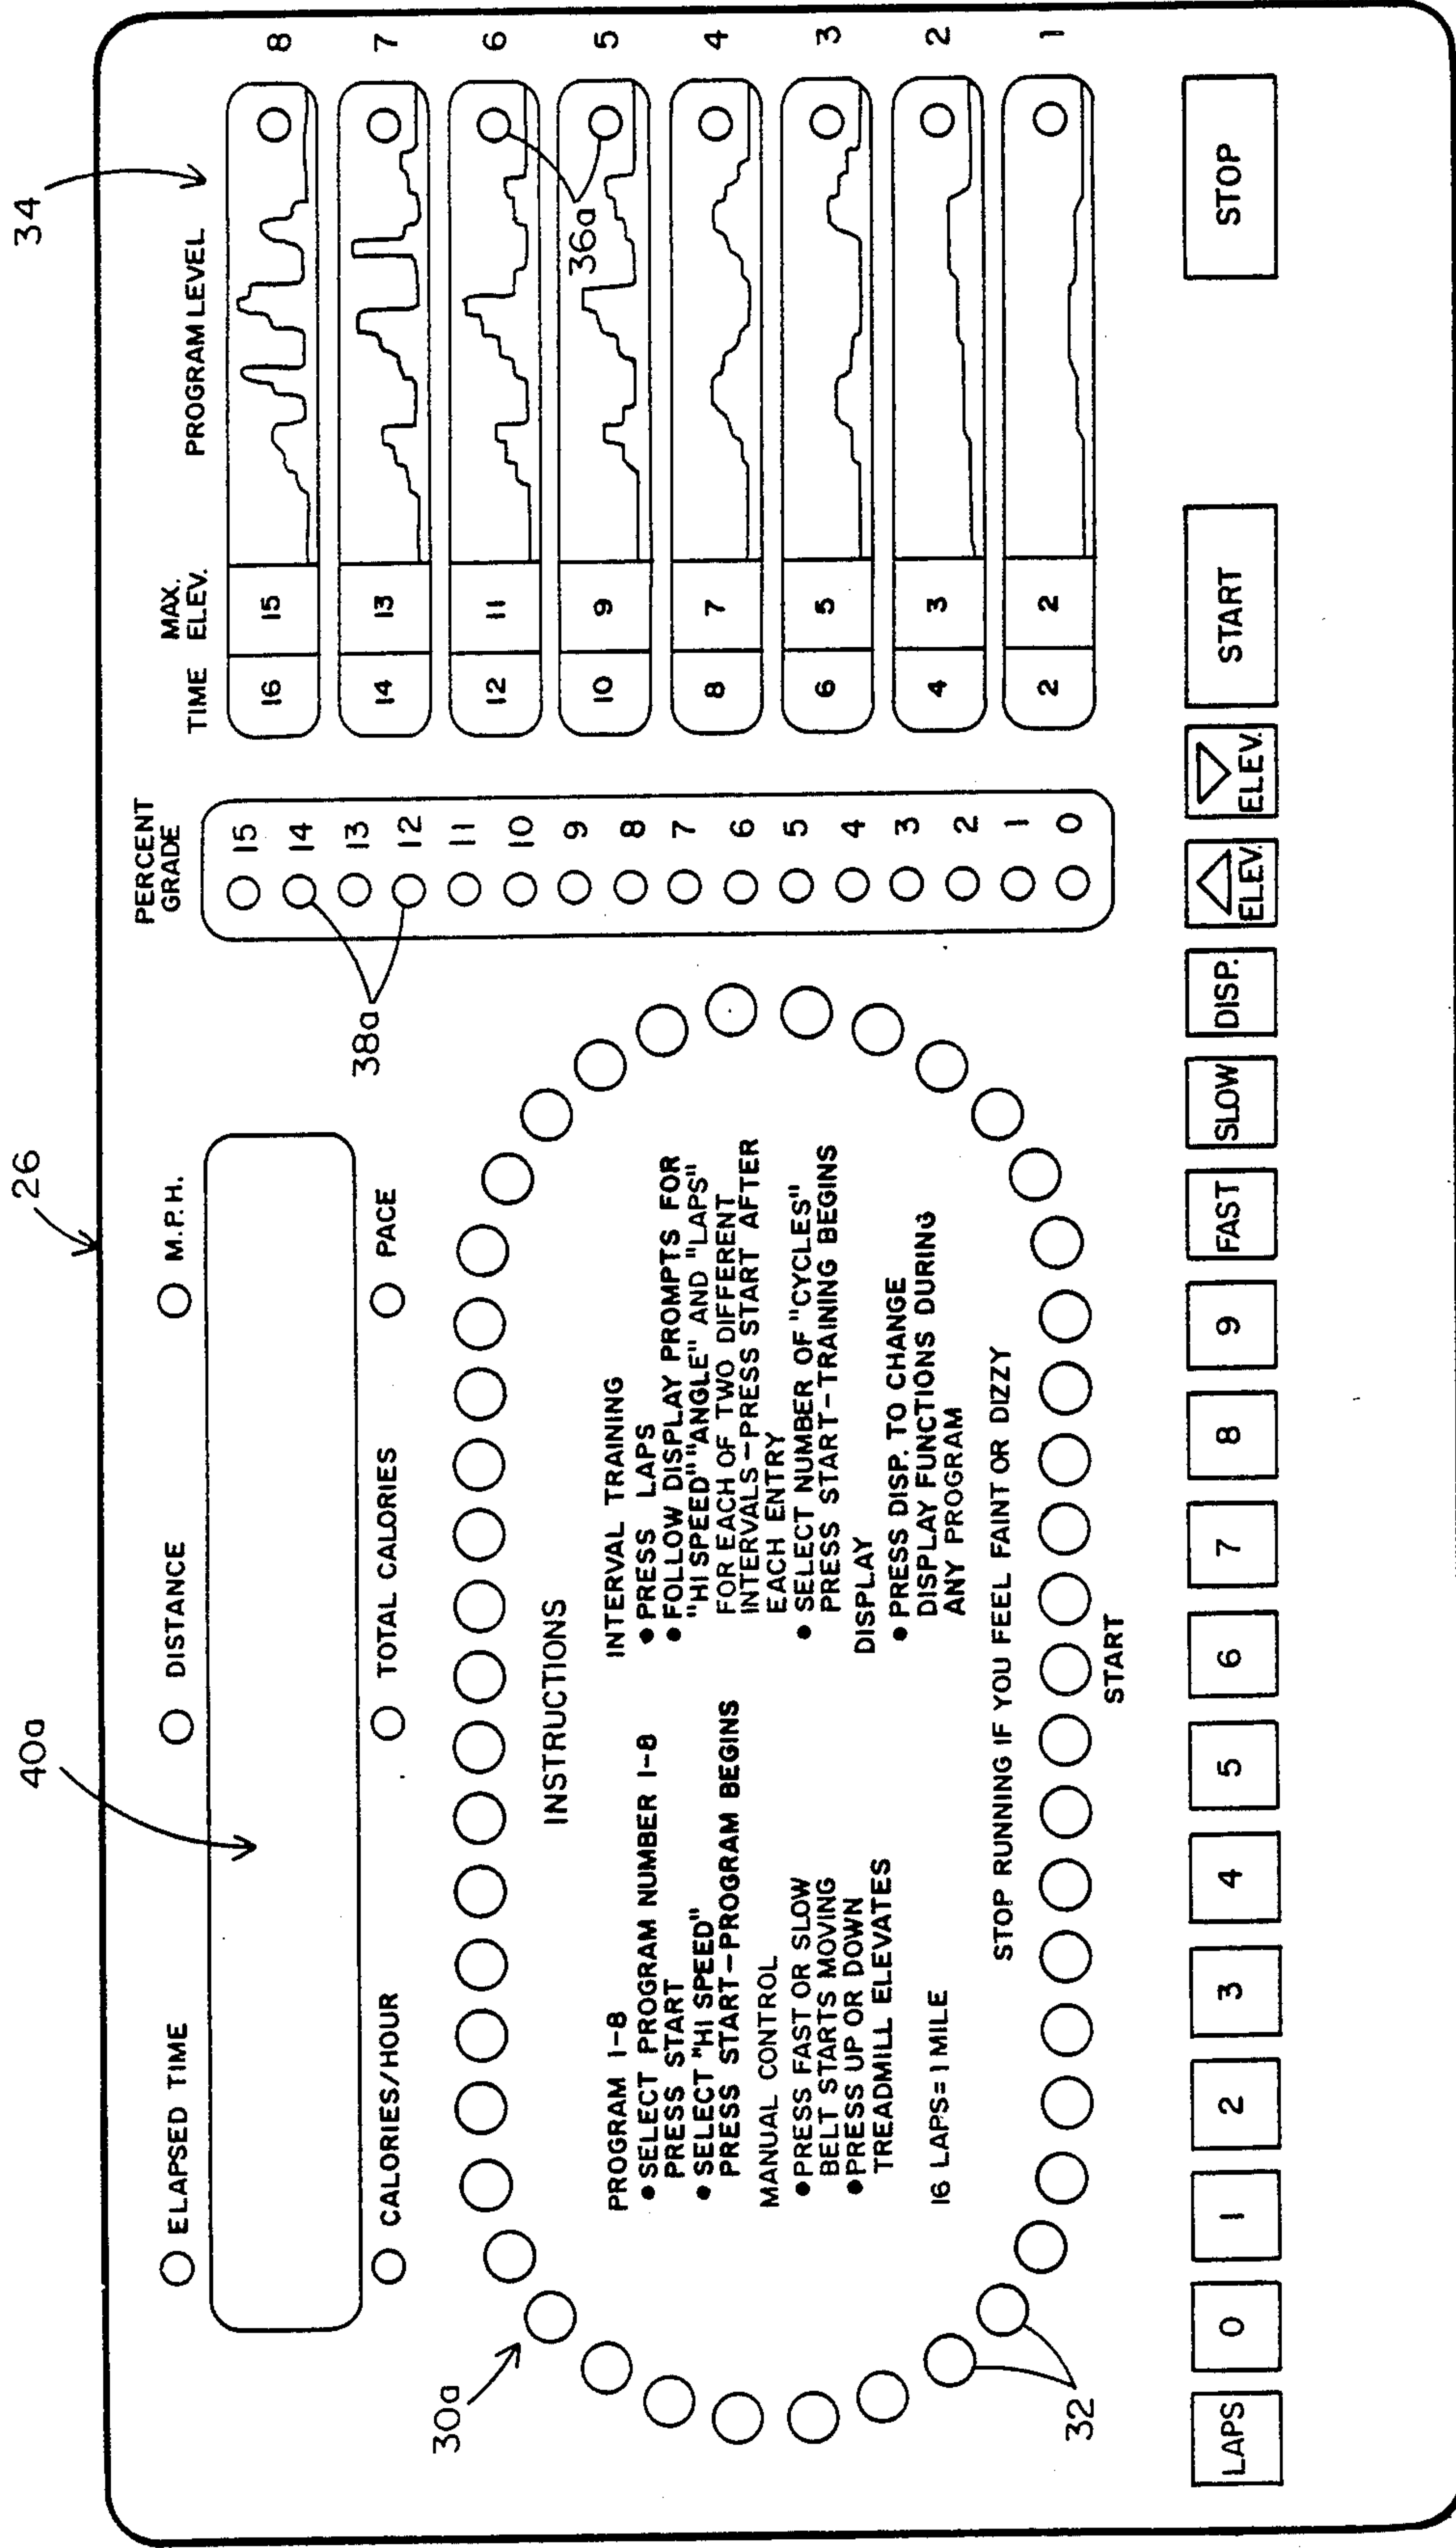 34
26
40a
PROGRAM LEVEL
TIME
MAX.
ELEV.
16 15 8
14 13 7
12 11 6
10 9 5
8 7 4
6 5 3
4 3 2
2 2 1
36a
PERCENT
GRADE
15
14
13
12
11
10
9
8
7
6
5
4
3
2
1
0
38a
ELAPSED TIME
DISTANCE
M.P.H.
CALORIES/HOUR
TOTAL CALORIES
PACE
30a
32
INSTRUCTIONS
PROGRAM 1-8
• SELECT PROGRAM NUMBER 1-8
PRESS START
• SELECT "HI SPEED"
PRESS START-PROGRAM BEGINS
MANUAL CONTROL
• PRESS FAST OR SLOW
BELT STARTS MOVING
• PRESS UP OR DOWN
TREADMILL ELEVATES
16 LAPS=1 MILE
INTERVAL TRAINING
• PRESS LAPS
• FOLLOW DISPLAY PROMPTS FOR
"HI SPEED" "ANGLE" AND "LAPS"
FOR EACH OF TWO DIFFERENT
INTERVALS-PRESS START AFTER
EACH ENTRY
• SELECT NUMBER OF "CYCLES"
PRESS START-TRAINING BEGINS
DISPLAY
• PRESS DISP. TO CHANGE
DISPLAY FUNCTIONS DURING
ANY PROGRAM
STOP RUNNING IF YOU FEEL FAINT OR DIZZY
START
LAPS
0
1
2
3
4
5
6
7
8
9
FAST
SLOW
DISP.
ELEV.
ELEV.
START
STOP